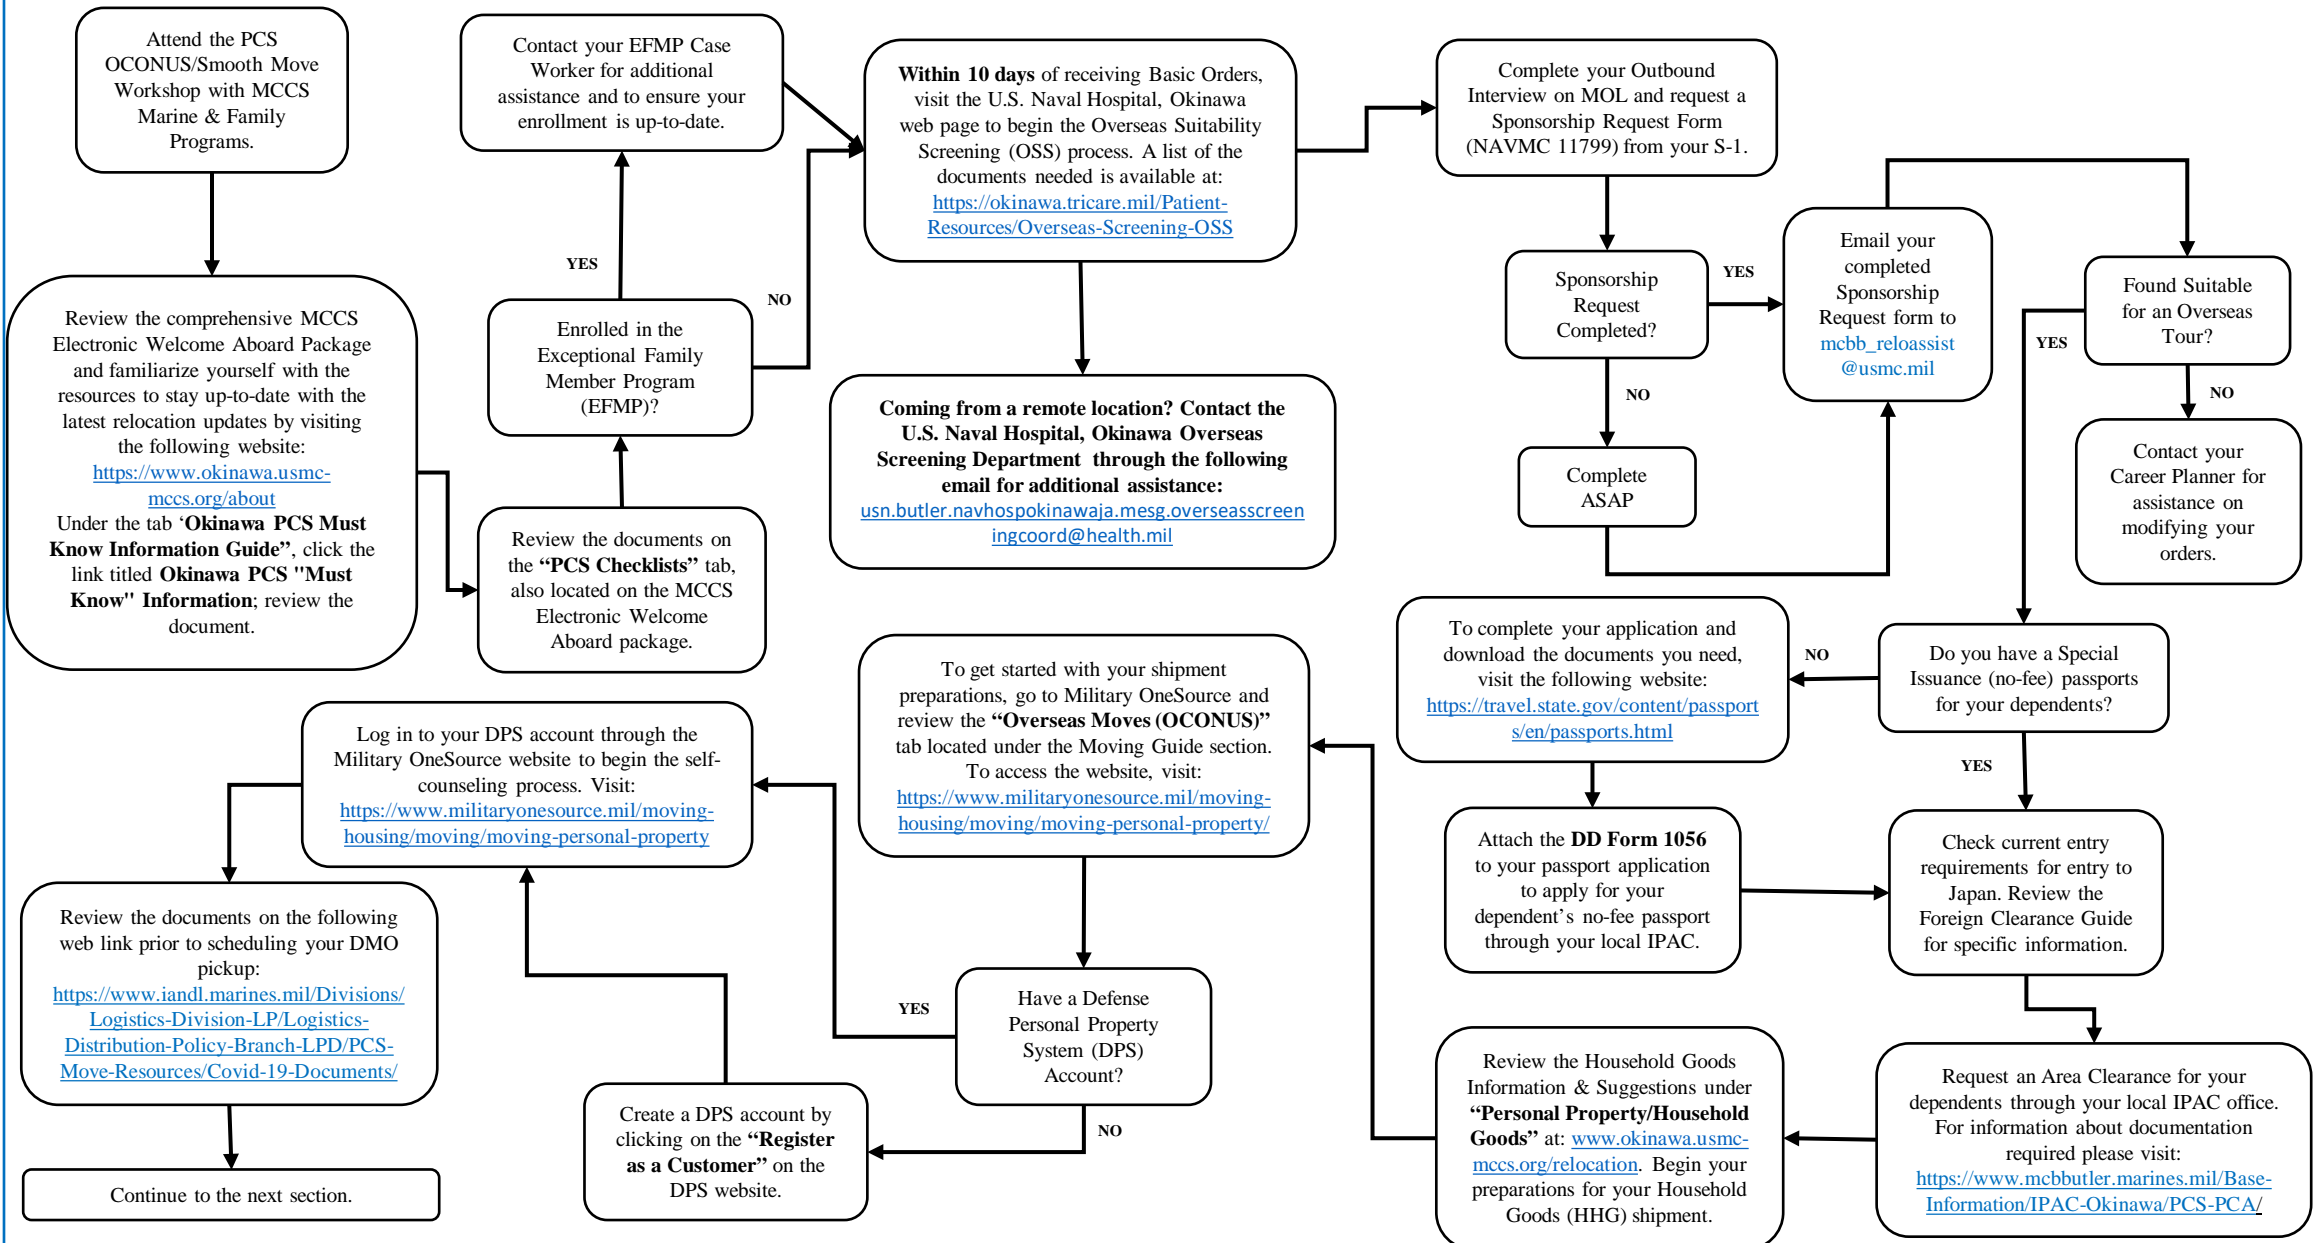 Attend the PCS
OCONUS/Smooth Move
Workshop with MCCS
Marine & Family
Programs.
Review the comprehensive MCCS
Electronic Welcome Aboard Package
and familiarize yourself with the
resources to stay up-to-date with the
latest relocation updates by visiting
the following website:
https://www.okinawa.usmc-
mccs.org/about
Under the tab ‘Okinawa PCS Must
Know Information Guide”, click the
link titled Okinawa PCS "Must
Know" Information; review the
document.
Review the documents on
the “PCS Checklists” tab,
also located on the MCCS
Electronic Welcome
Aboard package.
Enrolled in the
Exceptional Family
Member Program
(EFMP)?
YES
NO
Contact your EFMP Case
Worker for additional
assistance and to ensure your
enrollment is up-to-date.
Within 10 days of receiving Basic Orders,
visit the U.S. Naval Hospital, Okinawa
web page to begin the Overseas Suitability
Screening (OSS) process. A list of the
documents needed is available at:
https://okinawa.tricare.mil/Patient-
Resources/Overseas-Screening-OSS
Coming from a remote location? Contact the
U.S. Naval Hospital, Okinawa Overseas
Screening Department through the following
email for additional assistance:
usn.butler.navhospokinawaja.mesg.overseasscreen
ingcoord@health.mil
Complete your Outbound
Interview on MOL and request a
Sponsorship Request Form
(NAVMC 11799) from your S-1.
Sponsorship
Request
Completed?
YES
NO
Complete
ASAP
Email your
completed
Sponsorship
Request form to
mcbb_reloassist
@usmc.mil
Found Suitable
for an Overseas
Tour?
YES
NO
Contact your
Career Planner for
assistance on
modifying your
orders.
Do you have a Special
Issuance (no-fee) passports
for your dependents?
NO
YES
To complete your application and
download the documents you need,
visit the following website:
https://travel.state.gov/content/passport
s/en/passports.html
Attach the DD Form 1056
to your passport application
to apply for your
dependent’s no-fee passport
through your local IPAC.
Check current entry
requirements for entry to
Japan. Review the
Foreign Clearance Guide
for specific information.
Request an Area Clearance for your
dependents through your local IPAC office.
For information about documentation
required please visit:
https://www.mcbbutler.marines.mil/Base-
Information/IPAC-Okinawa/PCS-PCA/
Review the Household Goods
Information & Suggestions under
“Personal Property/Household
Goods” at: www.okinawa.usmc-
mccs.org/relocation. Begin your
preparations for your Household
Goods (HHG) shipment.
To get started with your shipment
preparations, go to Military OneSource and
review the “Overseas Moves (OCONUS)”
tab located under the Moving Guide section.
To access the website, visit:
https://www.militaryonesource.mil/moving-
housing/moving/moving-personal-property/
Have a Defense
Personal Property
System (DPS)
Account?
YES
NO
Create a DPS account by
clicking on the “Register
as a Customer” on the
DPS website.
Log in to your DPS account through the
Military OneSource website to begin the self-
counseling process. Visit:
https://www.militaryonesource.mil/moving-
housing/moving/moving-personal-property
Review the documents on the following
web link prior to scheduling your DMO
pickup:
https://www.iandl.marines.mil/Divisions/
Logistics-Division-LP/Logistics-
Distribution-Policy-Branch-LPD/PCS-
Move-Resources/Covid-19-Documents/
Continue to the next section.